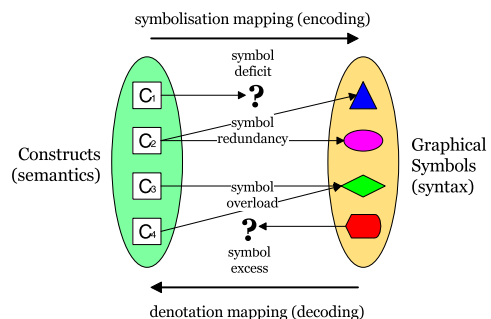 symbolisation mapping (encoding)
symbol
deficit
C1
?
C2
symbol
redundancy
Constructs
(semantics)
Graphical
Symbols
(syntax)
C3
symbol
overload
C4
?
symbol
excess
denotation mapping (decoding)